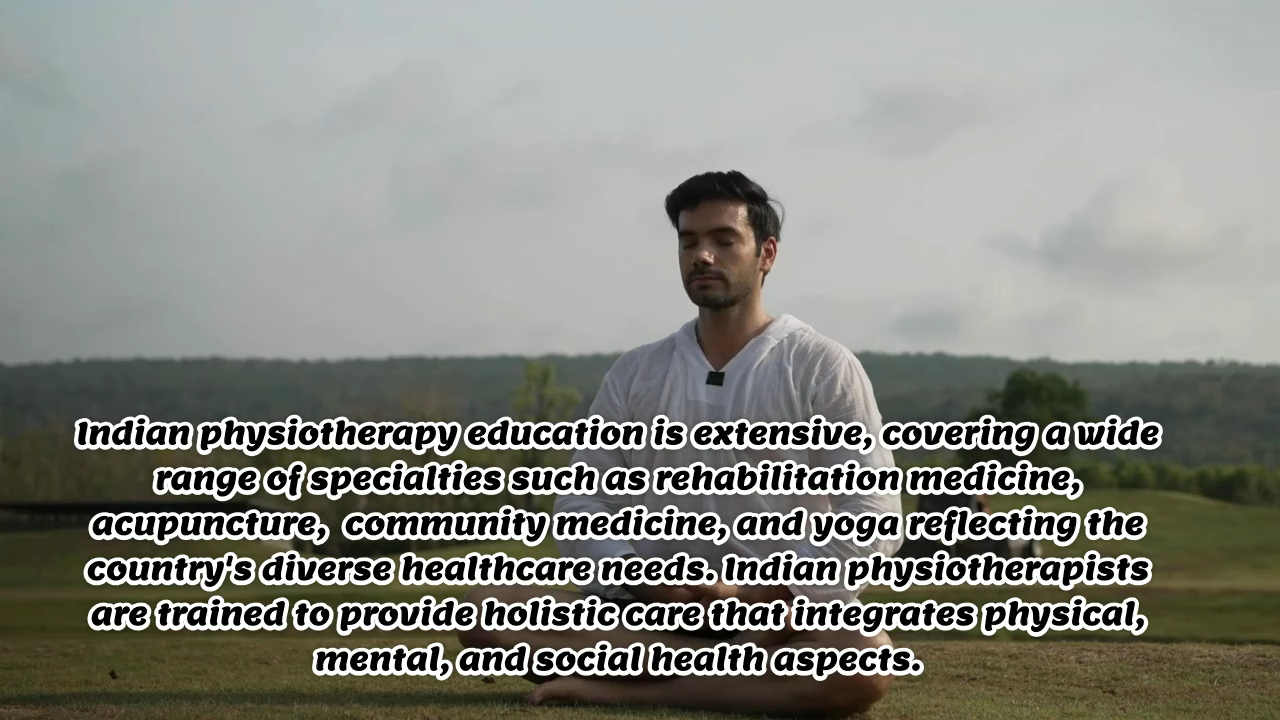 Indian physiotherapy education is extensive, covering a wide
range of specialties such as rehabilitation medicine,
acupuncture,  community medicine, and yoga reflecting the
country's diverse healthcare needs. Indian physiotherapists
are trained to provide holistic care that integrates physical,
mental, and social health aspects.